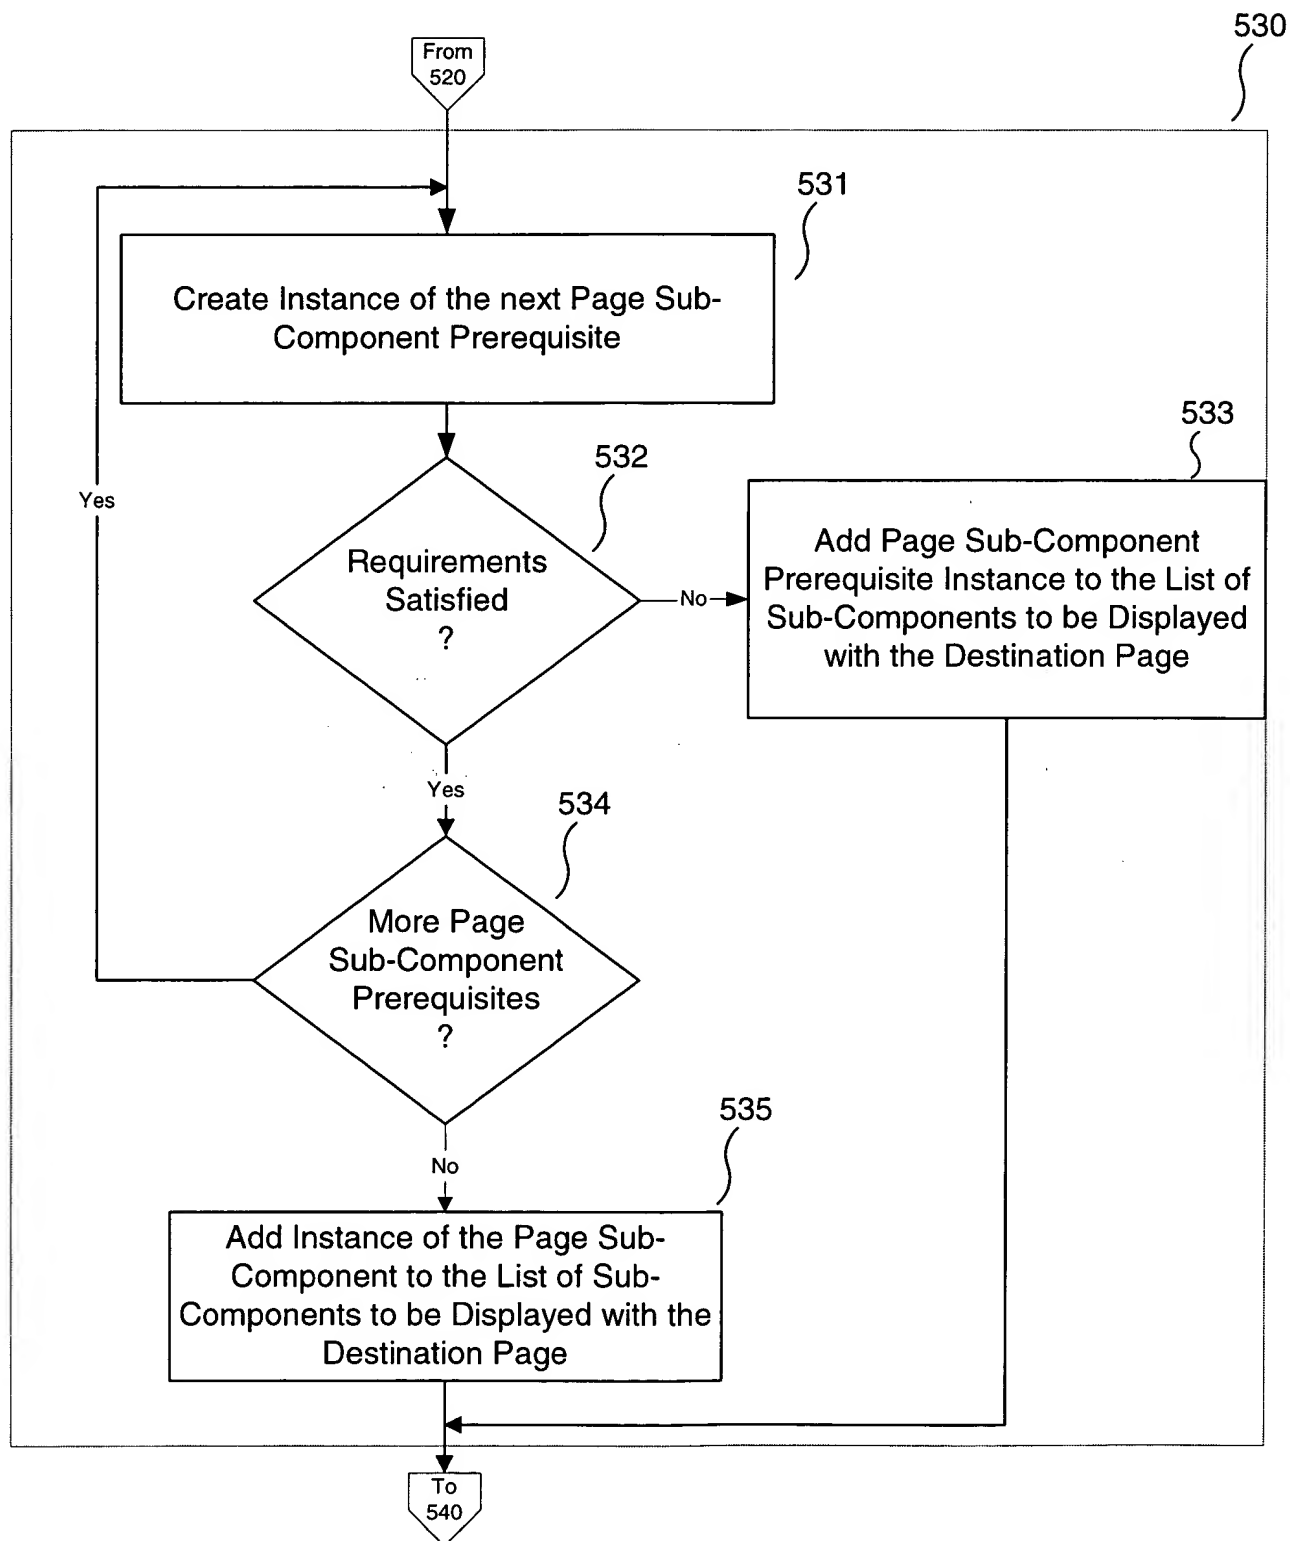 530
From
520
531
Create Instance of the next Page Sub-
Component Prerequisite
532
533
Yes
Requirements
Satisfied
?
No
Add Page Sub-Component
Prerequisite Instance to the List of
Sub-Components to be Displayed
with the Destination Page
Yes
534
More Page
Sub-Component
Prerequisites
?
No
535
Add Instance of the Page Sub-
Component to the List of Sub-
Components to be Displayed with the
Destination Page
To
540